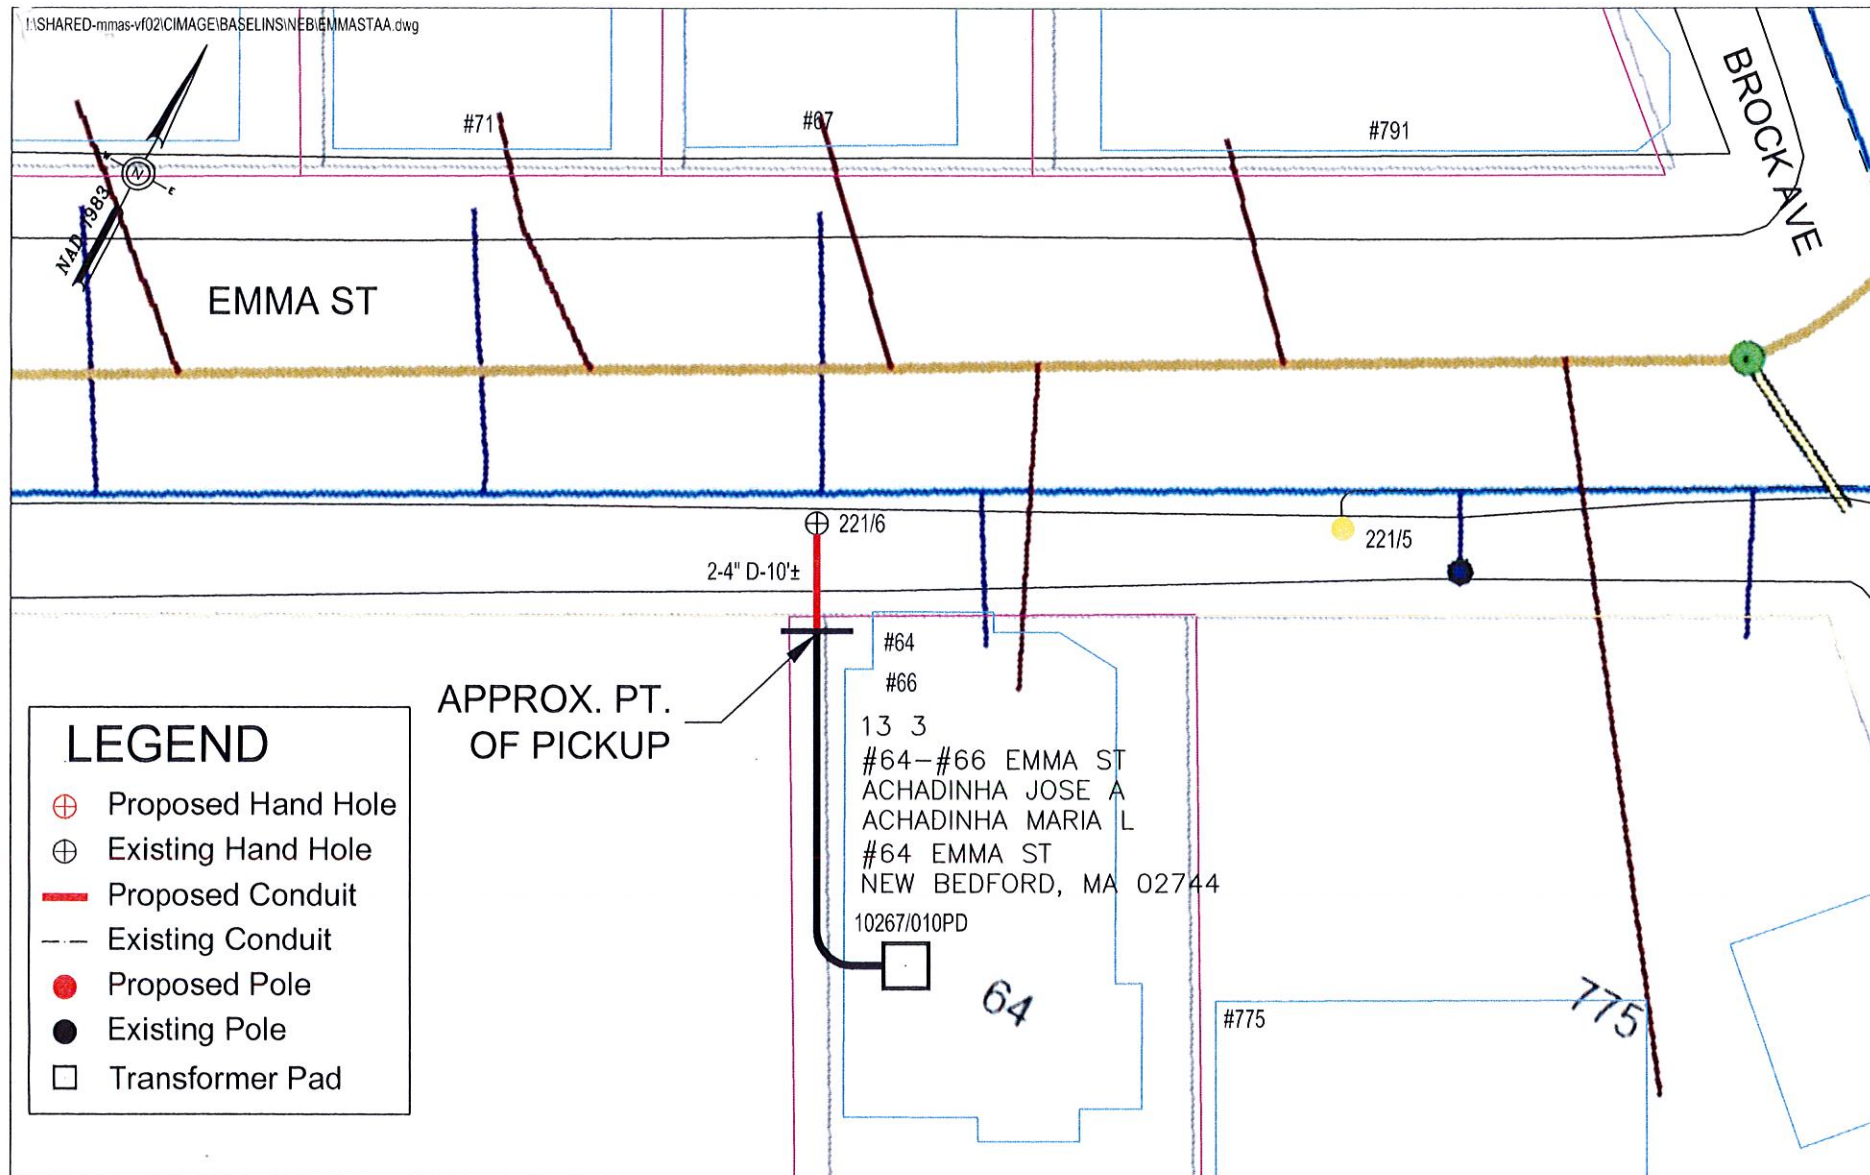 I:\SHARED-mmas-vf02\CIMAGE\BASELINS\NEB\EMMASTAA.dwg
#71
#67
#791
BROCK AVE
N
E
NAD 1983
EMMA ST
221/6
221/5
2-4" D-10'±
APPROX. PT.
OF PICKUP
#64
#66
13 3
#64-#66 EMMA ST
ACHADINHA JOSE A
ACHADINHA MARIA L
#64 EMMA ST
NEW BEDFORD, MA 02744
10267/010PD
64
775
#775
LEGEND
Proposed Hand Hole
Existing Hand Hole
Proposed Conduit
Existing Conduit
Proposed Pole
Existing Pole
Transformer Pad